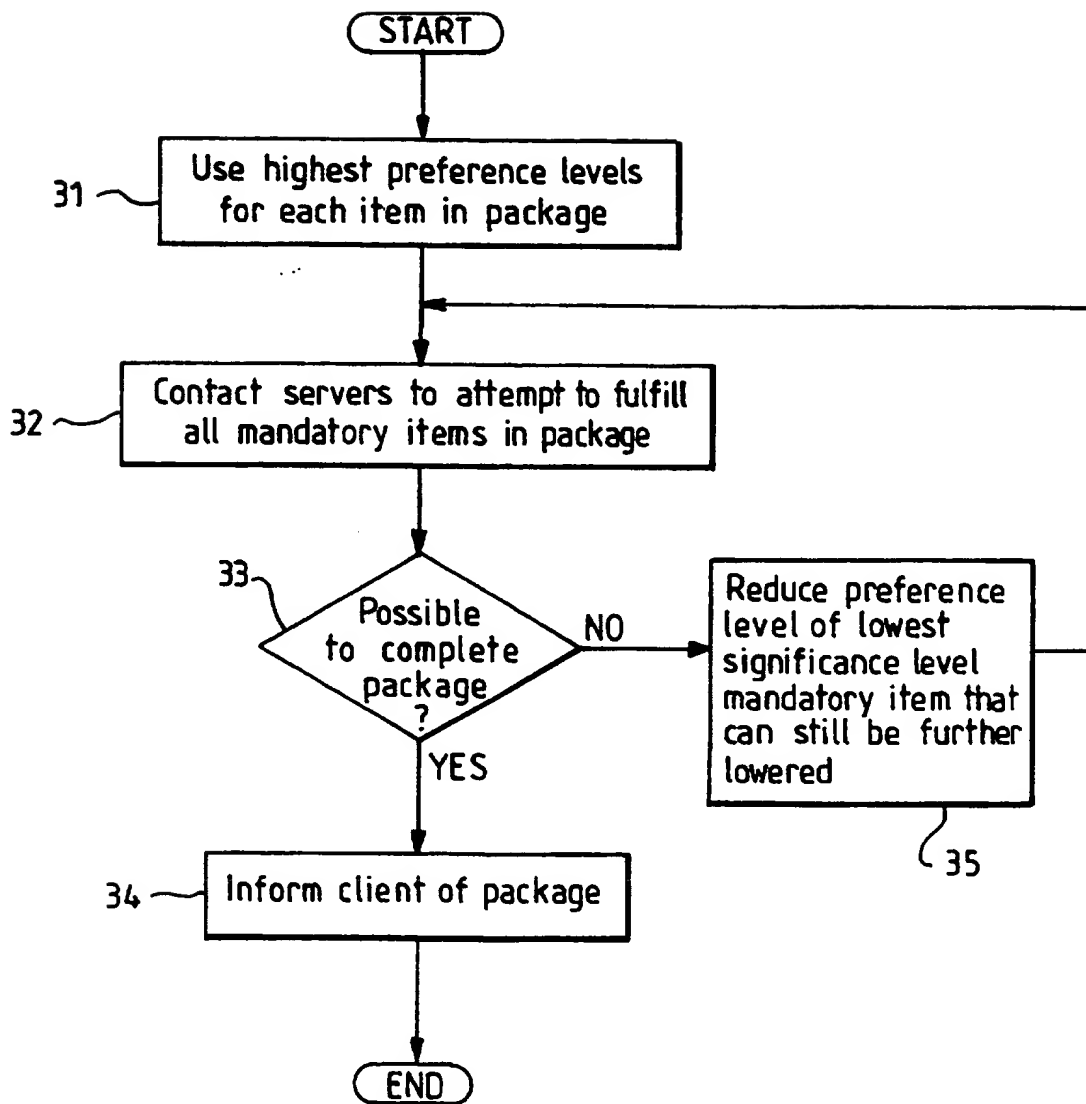 START
31
Use highest preference levels
for each item in package
32
Contact servers to attempt to fulfill
all mandatory items in package
33
Possible
to complete
package
?
NO
YES
Reduce preference
level of lowest
significance level
mandatory item that
can still be further
lowered
35
34
Inform client of package
END